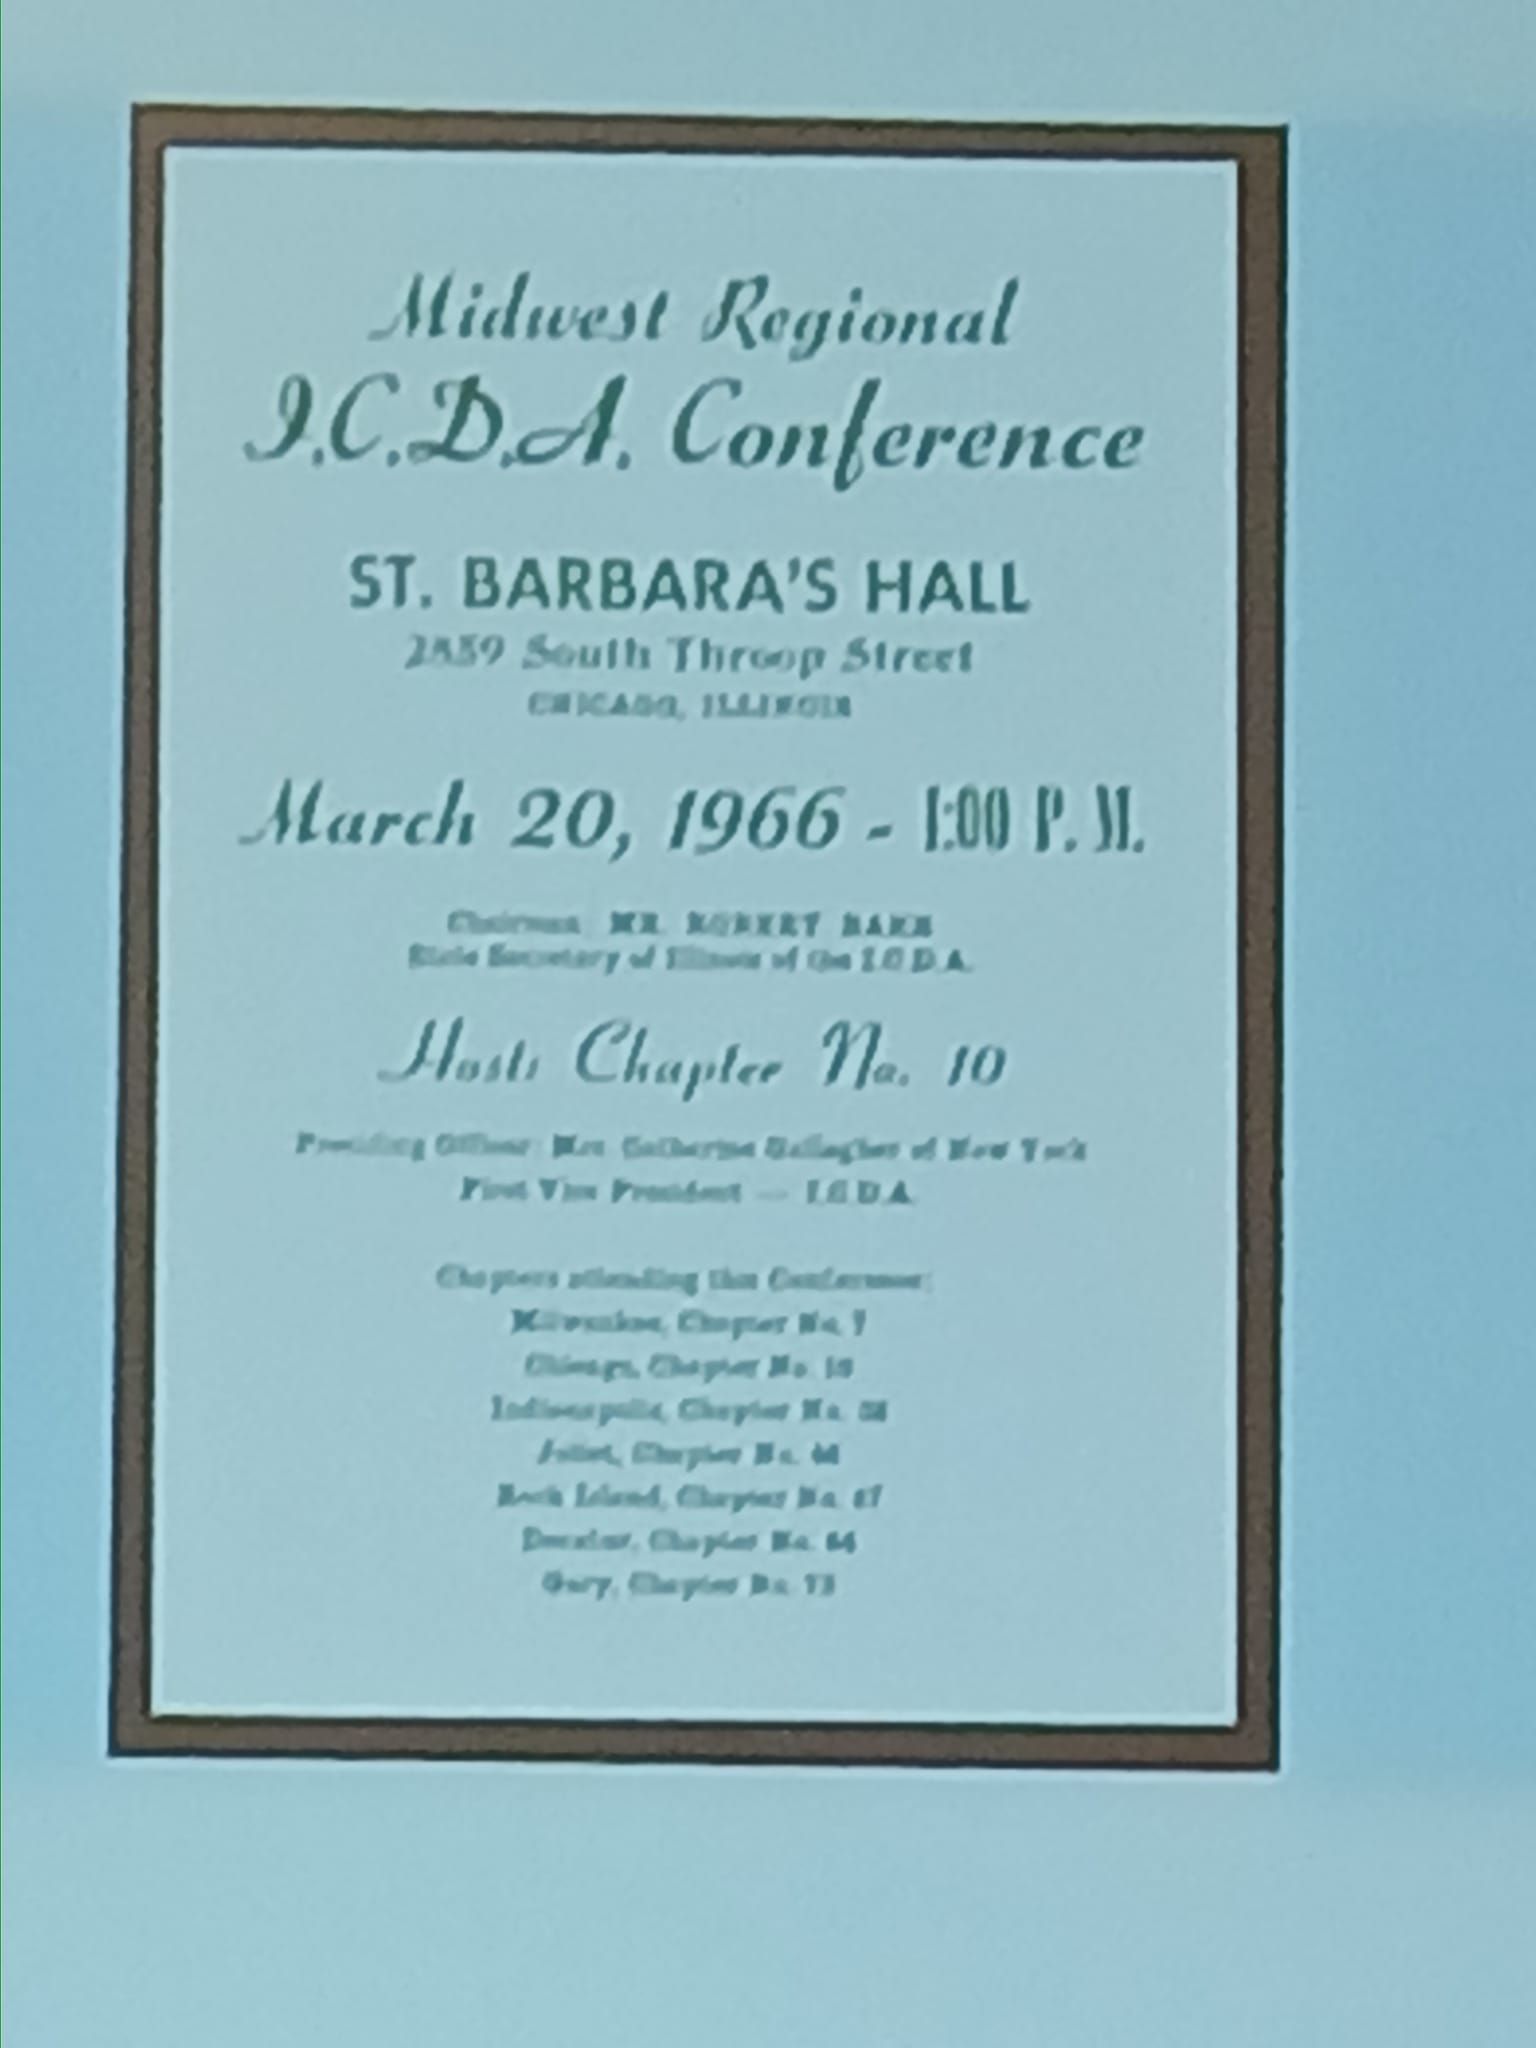 Midwest Regional
I.C.D.A. Conference
ST. BARBARA'S HALL
2859 South Throop Street
CHICAGO, ILLINOIS
March 20, 1966 - 1:00 P. M.
Chairman: MR. ROBERT
State Secretary of Illinois of the I.C.D.A.
Hosts Chapter No. 10
Presiding Officer: Mrs. Catherine Gallagher of New York
First Vice President — I.C.D.A.
Chapters attending this Conference:
Milwaukee, Chapter No. 7
Chicago, Chapter No. 10
Indianapolis, Chapter No.
Joliet, Chapter No.
Rock Island, Chapter No.
Chapter No.
Gary, Chapter No.